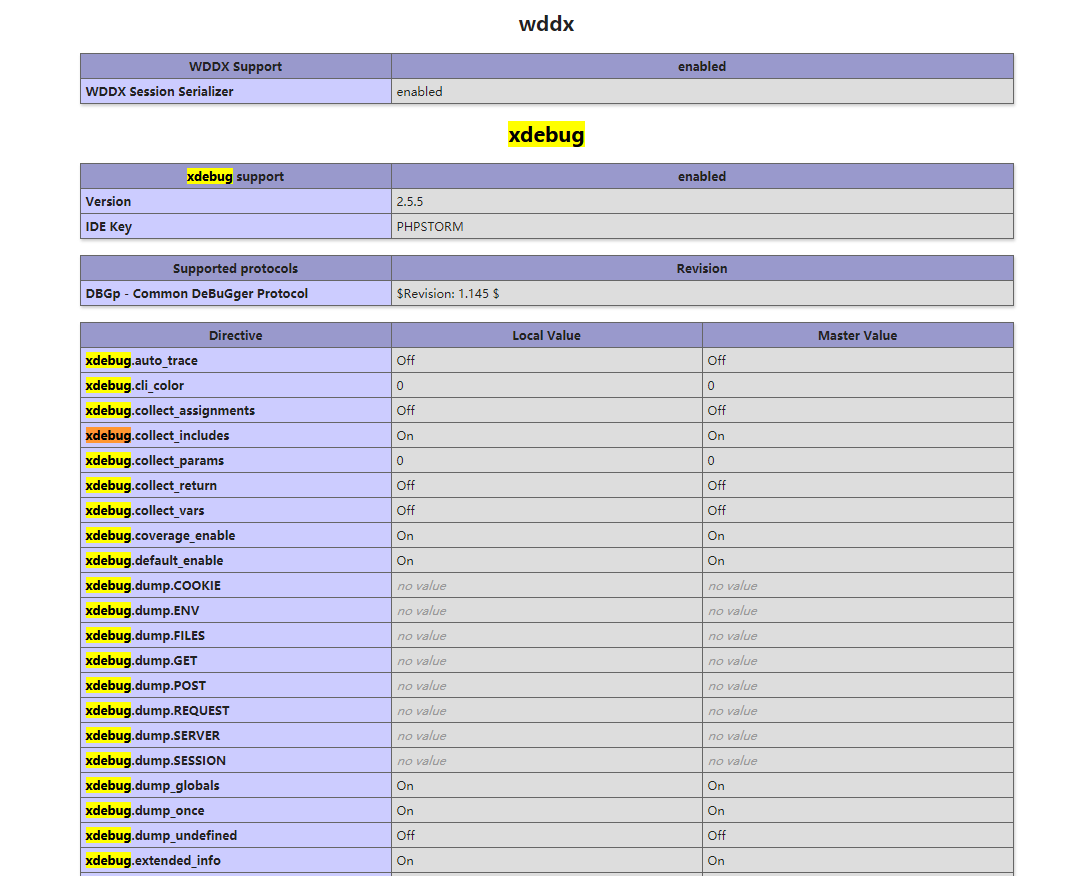 wddx
WDDX Support enabled
WDDX Session Serializer enabled
xdebug
xdebug support enabled
Version 2.5.5
IDE Key PHPSTORM
Supported protocols Revision
DBGp - Common DeBuGger Protocol $Revision: 1.145 $
Directive Local Value Master Value
xdebug.auto_trace Off Off
xdebug.cli_color 0 0
xdebug.collect_assignments Off Off
xdebug.collect_includes On On
xdebug.collect_params 0 0
xdebug.collect_return Off Off
xdebug.collect_vars Off Off
xdebug.coverage_enable On On
xdebug.default_enable On On
xdebug.dump.COOKIE no value no value
xdebug.dump.ENV no value no value
xdebug.dump.FILES no value no value
xdebug.dump.GET no value no value
xdebug.dump.POST no value no value
xdebug.dump.REQUEST no value no value
xdebug.dump.SERVER no value no value
xdebug.dump.SESSION no value no value
xdebug.dump_globals On On
xdebug.dump_once On On
xdebug.dump_undefined Off Off
xdebug.extended_info On On